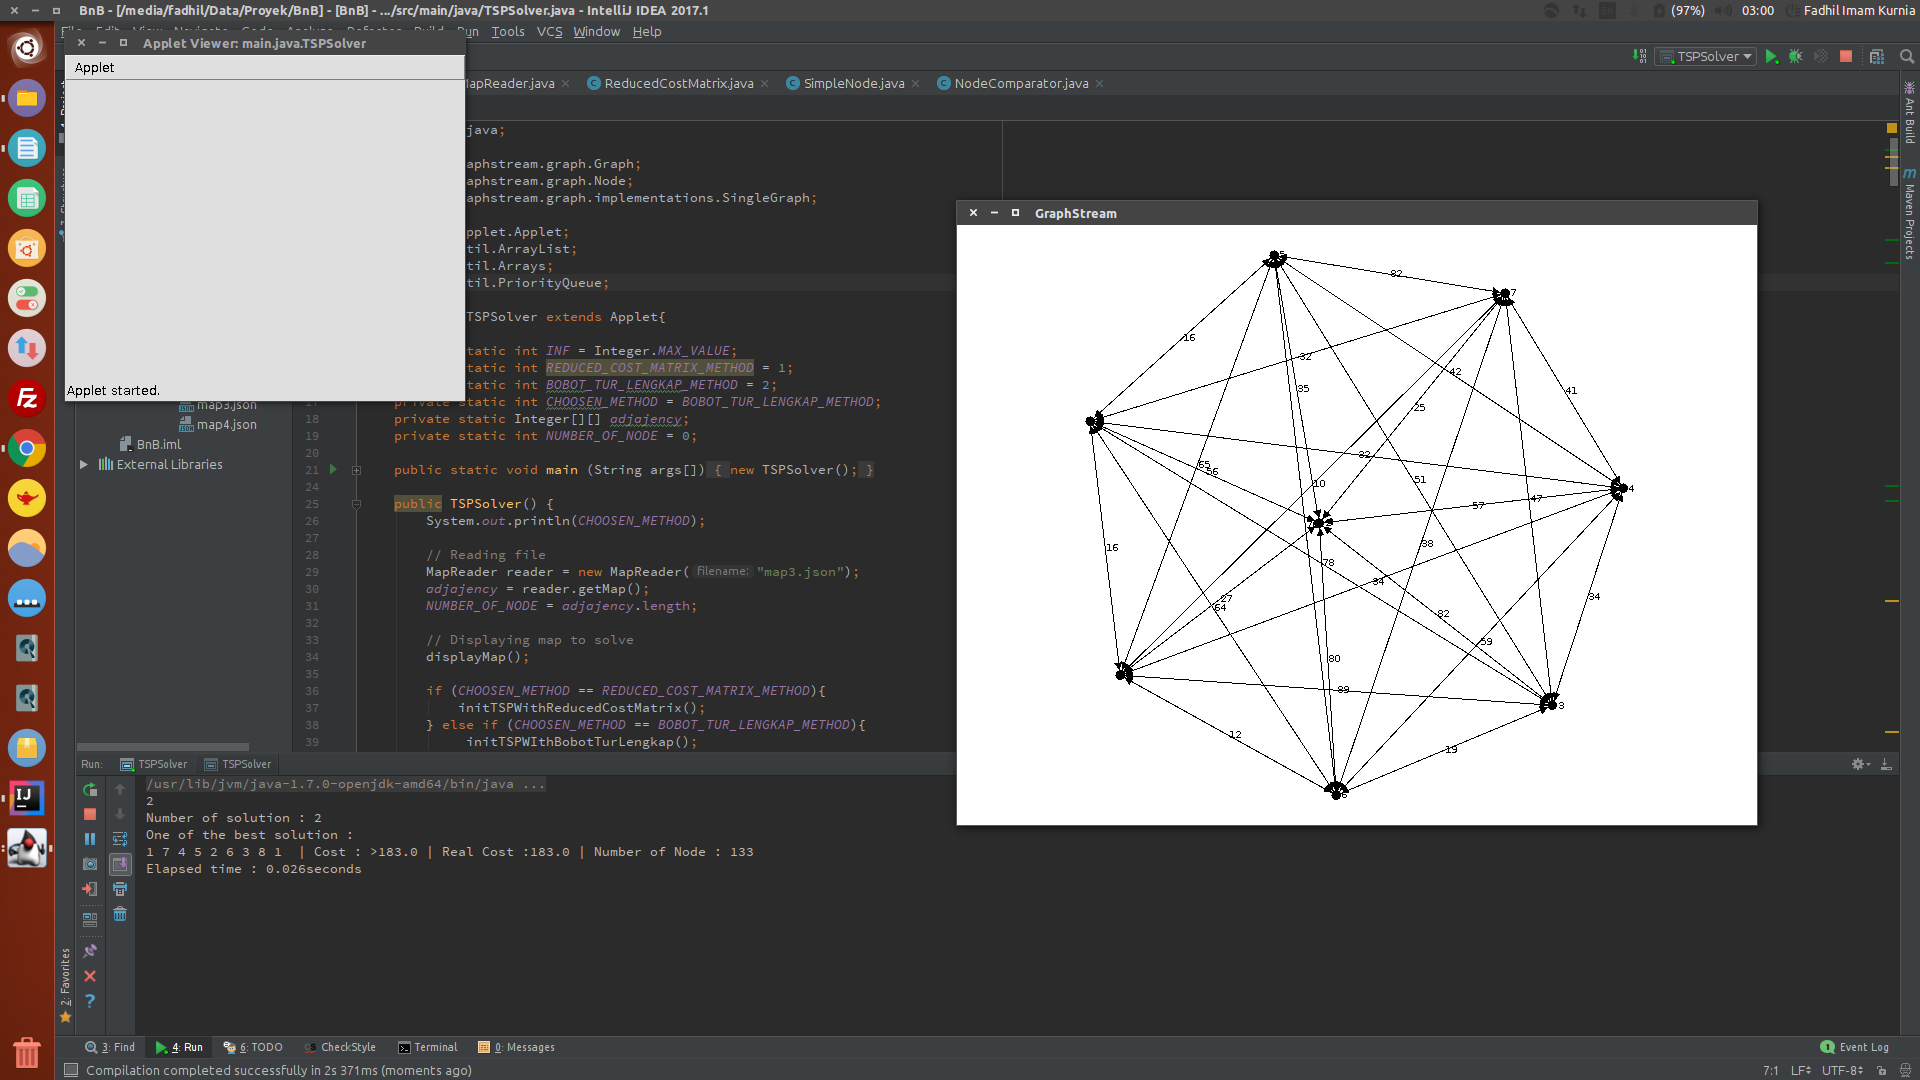 BnB - [/media/fadhil/Data/Proyek/BnB] - [BnB] - .../src/main/java/TSPSolver.java - IntelliJ IDEA 2017.1
(97%)
03:00
Fadhil Imam Kurnia
Tools VCS Window Help
Applet Viewer: main.java.TSPSolver
Applet
Applet started.
TSPSolver
MapReader.java
ReducedCostMatrix.java
SimpleNode.java
NodeComparator.java
java;
aphstream.graph.Graph;
aphstream.graph.Node;
aphstream.graph.implementations.SingleGraph;
pplet.Applet;
til.ArrayList;
til.Arrays;
til.PriorityQueue;
TSPSolver extends Applet{
tatic int INF = Integer.MAX_VALUE;
tatic int REDUCED_COST_MATRIX_METHOD = 1;
tatic int BOBOT_TUR_LENGKAP_METHOD = 2;
private static int CHOOSEN_METHOD = BOBOT_TUR_LENGKAP_METHOD;
18 private static Integer[][] adjajency;
19 private static int NUMBER_OF_NODE = 0;
20
21 public static void main (String args[]) { new TSPSolver(); }
24
25 public TSPSolver() {
26 System.out.println(CHOOSEN_METHOD);
27
28 // Reading file
29 MapReader reader = new MapReader( Filename: "map3.json");
30 adjajency = reader.getMap();
31 NUMBER_OF_NODE = adjajency.length;
32
33 // Displaying map to solve
34 displayMap();
35
36 if (CHOOSEN_METHOD == REDUCED_COST_MATRIX_METHOD){
37 initTSPWithReducedCostMatrix();
38 } else if (CHOOSEN_METHOD == BOBOT_TUR_LENGKAP_METHOD){
39 initTSPWIthBobotTurLengkap();
map3.json
map4.json
BnB.iml
External Libraries
Ant Build
Maven Projects
GraphStream
82
7
16
32
35
42
41
25
65
56
32
10
51
47
4
57
16
38
78
34
27
64
82
34
59
80
89
3
12
19
6
Run: TSPSolver TSPSolver
/usr/lib/jvm/java-1.7.0-openjdk-amd64/bin/java ...
2
Number of solution : 2
One of the best solution :
1 7 4 5 2 6 3 8 1 | Cost : >183.0 | Real Cost :183.0 | Number of Node : 133
Elapsed time : 0.026seconds
2: Favorites
3: Find
4: Run
6: TODO
CheckStyle
Terminal
0: Messages
1 Event Log
Compilation completed successfully in 2s 371ms (moments ago)
7:1 LF UTF-8